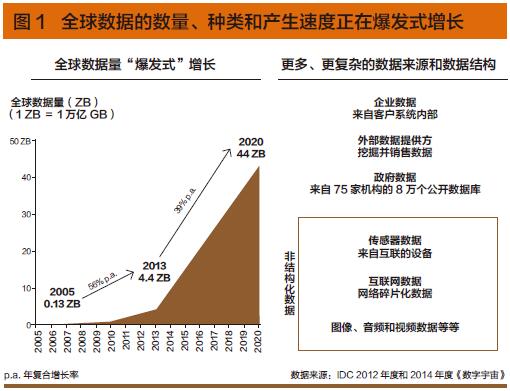 图 1 全球数据的数量、种类和产生速度正在爆发式增长
全球数据量“爆发式”增长
全球数据量（ZB）
（1 ZB = 1 万亿 GB）
50 ZB
40
30
20
10
0
2005
0.13 ZB
56% p.a.
2013
4.4 ZB
39% p.a.
2020
44 ZB
2005
2006
2007
2008
2009
2010
2011
2012
2013
2014
2015
2016
2017
2018
2019
2020
更多、更复杂的数据来源和数据结构
企业数据
来自客户系统内部
外部数据提供方
挖掘并销售数据
政府数据
来自 75 家机构的 8 万个公开数据库
非结构化数据
传感器数据
来自互联的设备
互联网数据
网络碎片化数据
图像、音频和视频数据等等
p.a. 年复合增长率
数据来源：IDC 2012 年度和 2014 年度《数字宇宙》